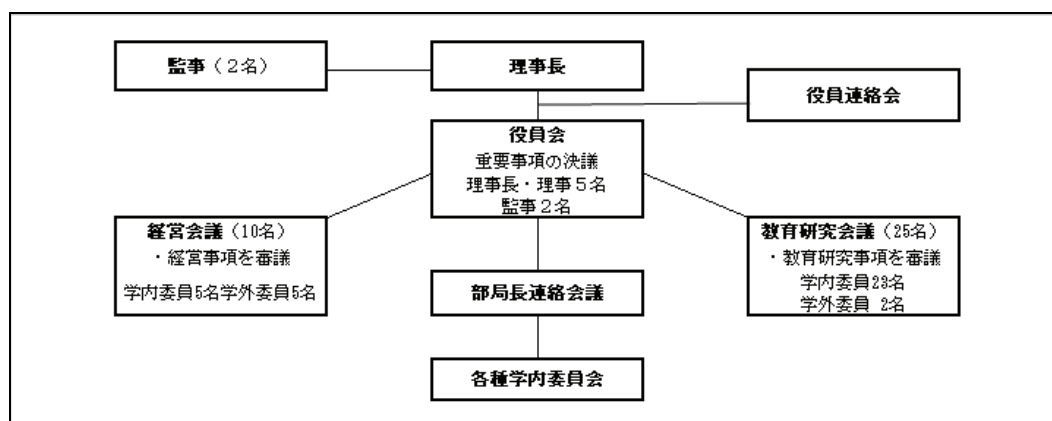 監事（２名）
理事長
役員連絡会
役員会
重要事項の決議
理事長・理事５名
監事２名
経営会議（10名）
・経営事項を審議
学内委員5名学外委員5名
教育研究会議（25名）
・教育研究事項を審議
学内委員23名
学外委員 2名
部局長連絡会議
各種学内委員会